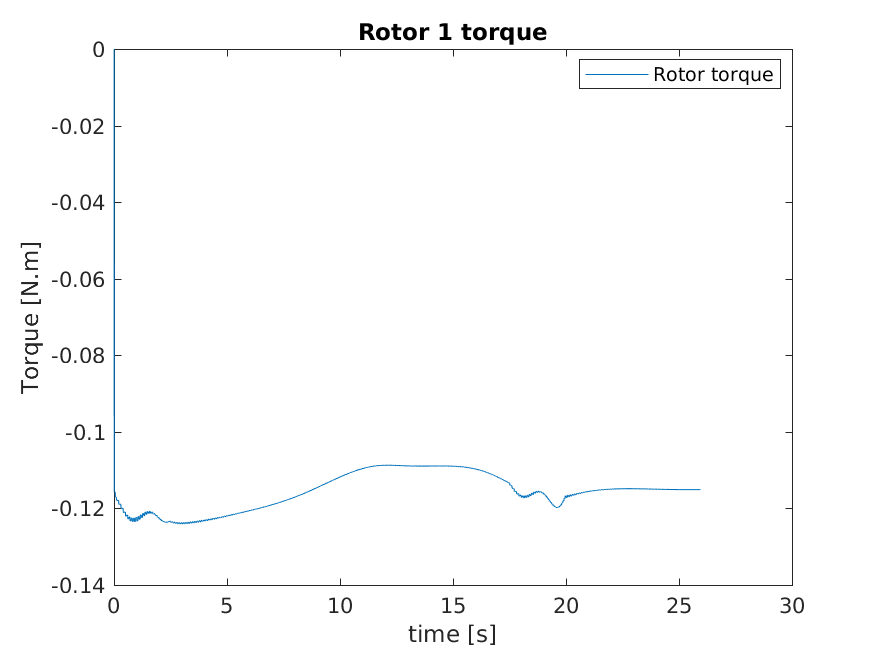 Rotor 1 torque
Rotor torque
Torque [N.m]
0
-0.02
-0.04
-0.06
-0.08
-0.1
-0.12
-0.14
0 5 10 15 20 25 30
time [s]